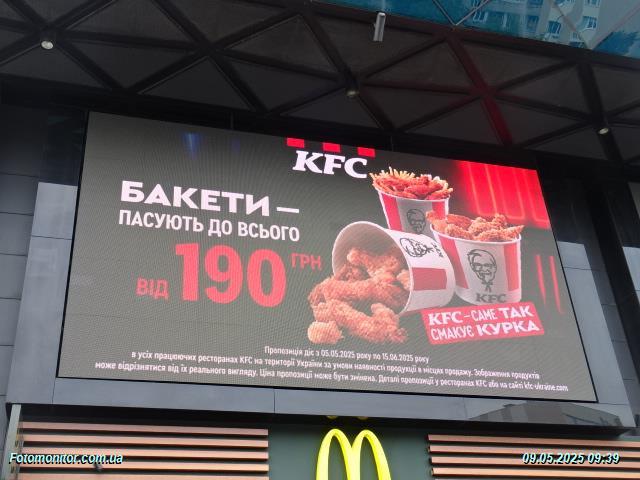 KFC
БАКЕТИ —
ПАСУЮТЬ ДО ВСЬОГО
ВІД 190 ГРН
KFC
KFC – САМЕ ТАК
СМАКУЄ КУРКА
Пропозиція діє з 05.05.2025 року по 15.06.2025 року
в усіх працюючих ресторанах KFC на території України за умови наявності продукції в місцях продажу. Зображення продуктів
може відрізнятися від їх реального вигляду. Ціна пропозиції може бути змінена. Деталі пропозиції у ресторанах KFC або на сайті kfc-ukraine.com
Fotomonitor.com.ua
09.05.2025 09:39